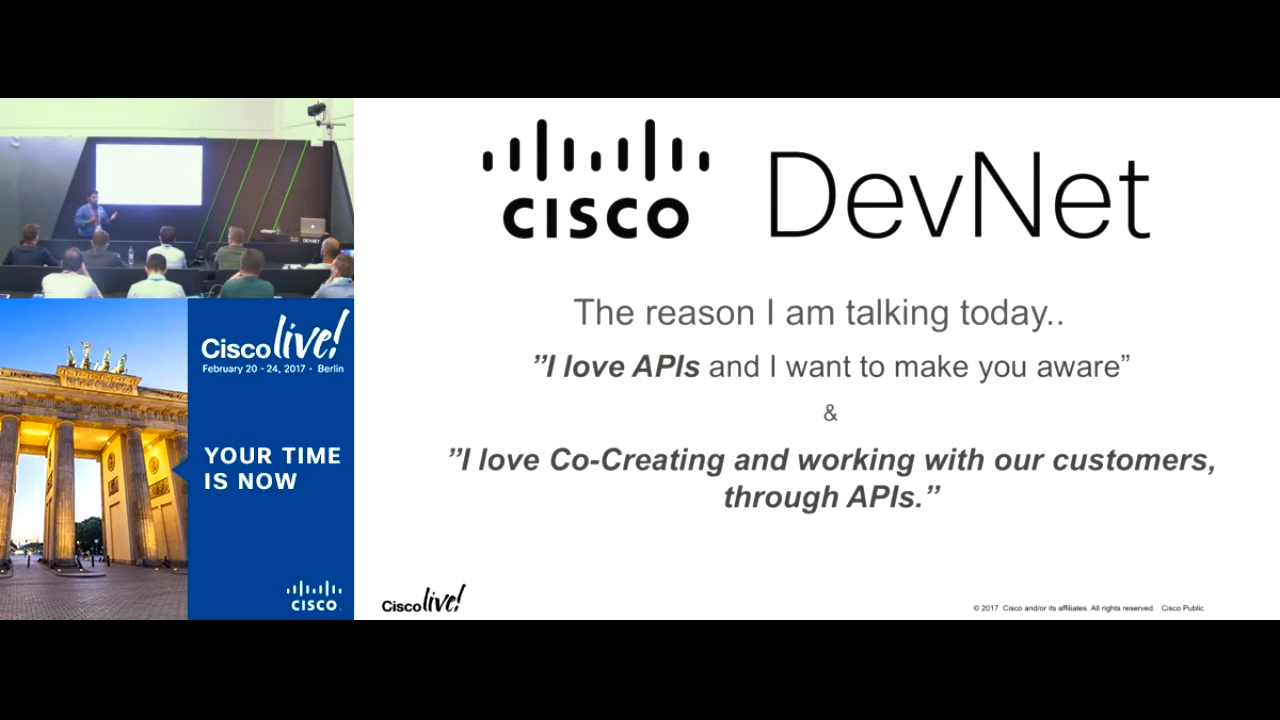 CISCO DevNet
The reason I am talking today..
”I love APIs and I want to make you aware”
&
”I love Co-Creating and working with our customers,
through APIs.”
Cisco live!
© 2017 Cisco and/or its affiliates. All rights reserved. Cisco Public
DEVNET
Cisco live!
February 20 - 24, 2017 • Berlin
YOUR TIME
IS NOW
CISCO